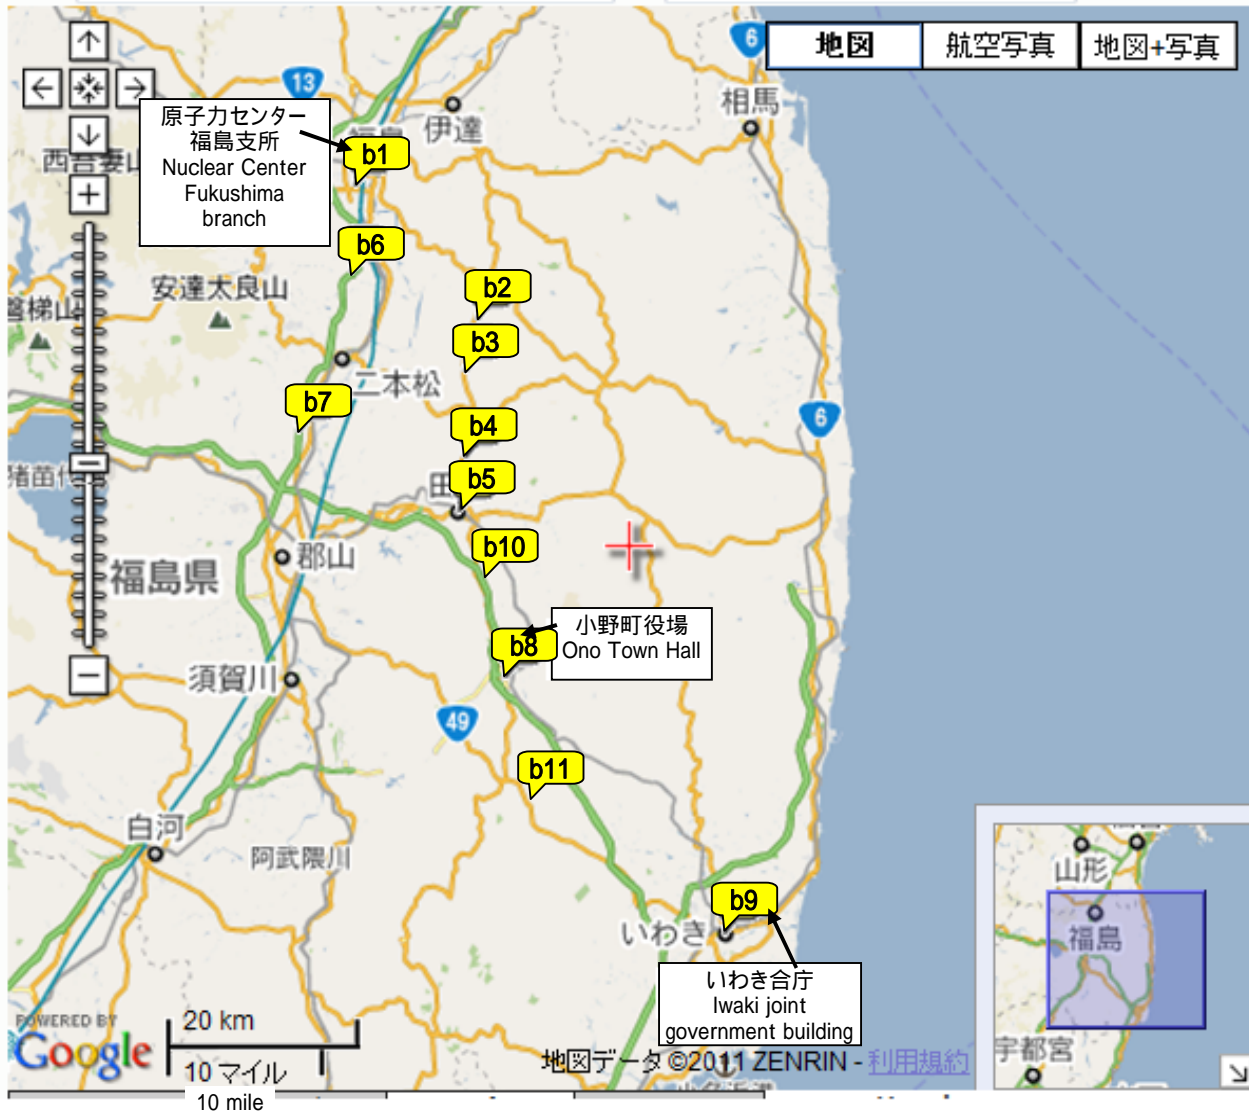 6
地図
航空写真
地図+写真
13
相馬
伊達
原子力センター
福島支所
Nuclear Center
Fukushima
branch
b1
b6
b2
安達太良山
磐梯山
b3
二本松
b7
6
b4
b5
b10
郡山
福島県
小野町役場
Ono Town Hall
b8
須賀川
49
b11
白河
阿武隈川
山形
b9
いわき
福島
いわき合庁
Iwaki joint
government building
POWERED BY
Google
20 km
10 マイル
10 mile
地図データ ©2011 ZENRIN - 利用規約
宇都宮